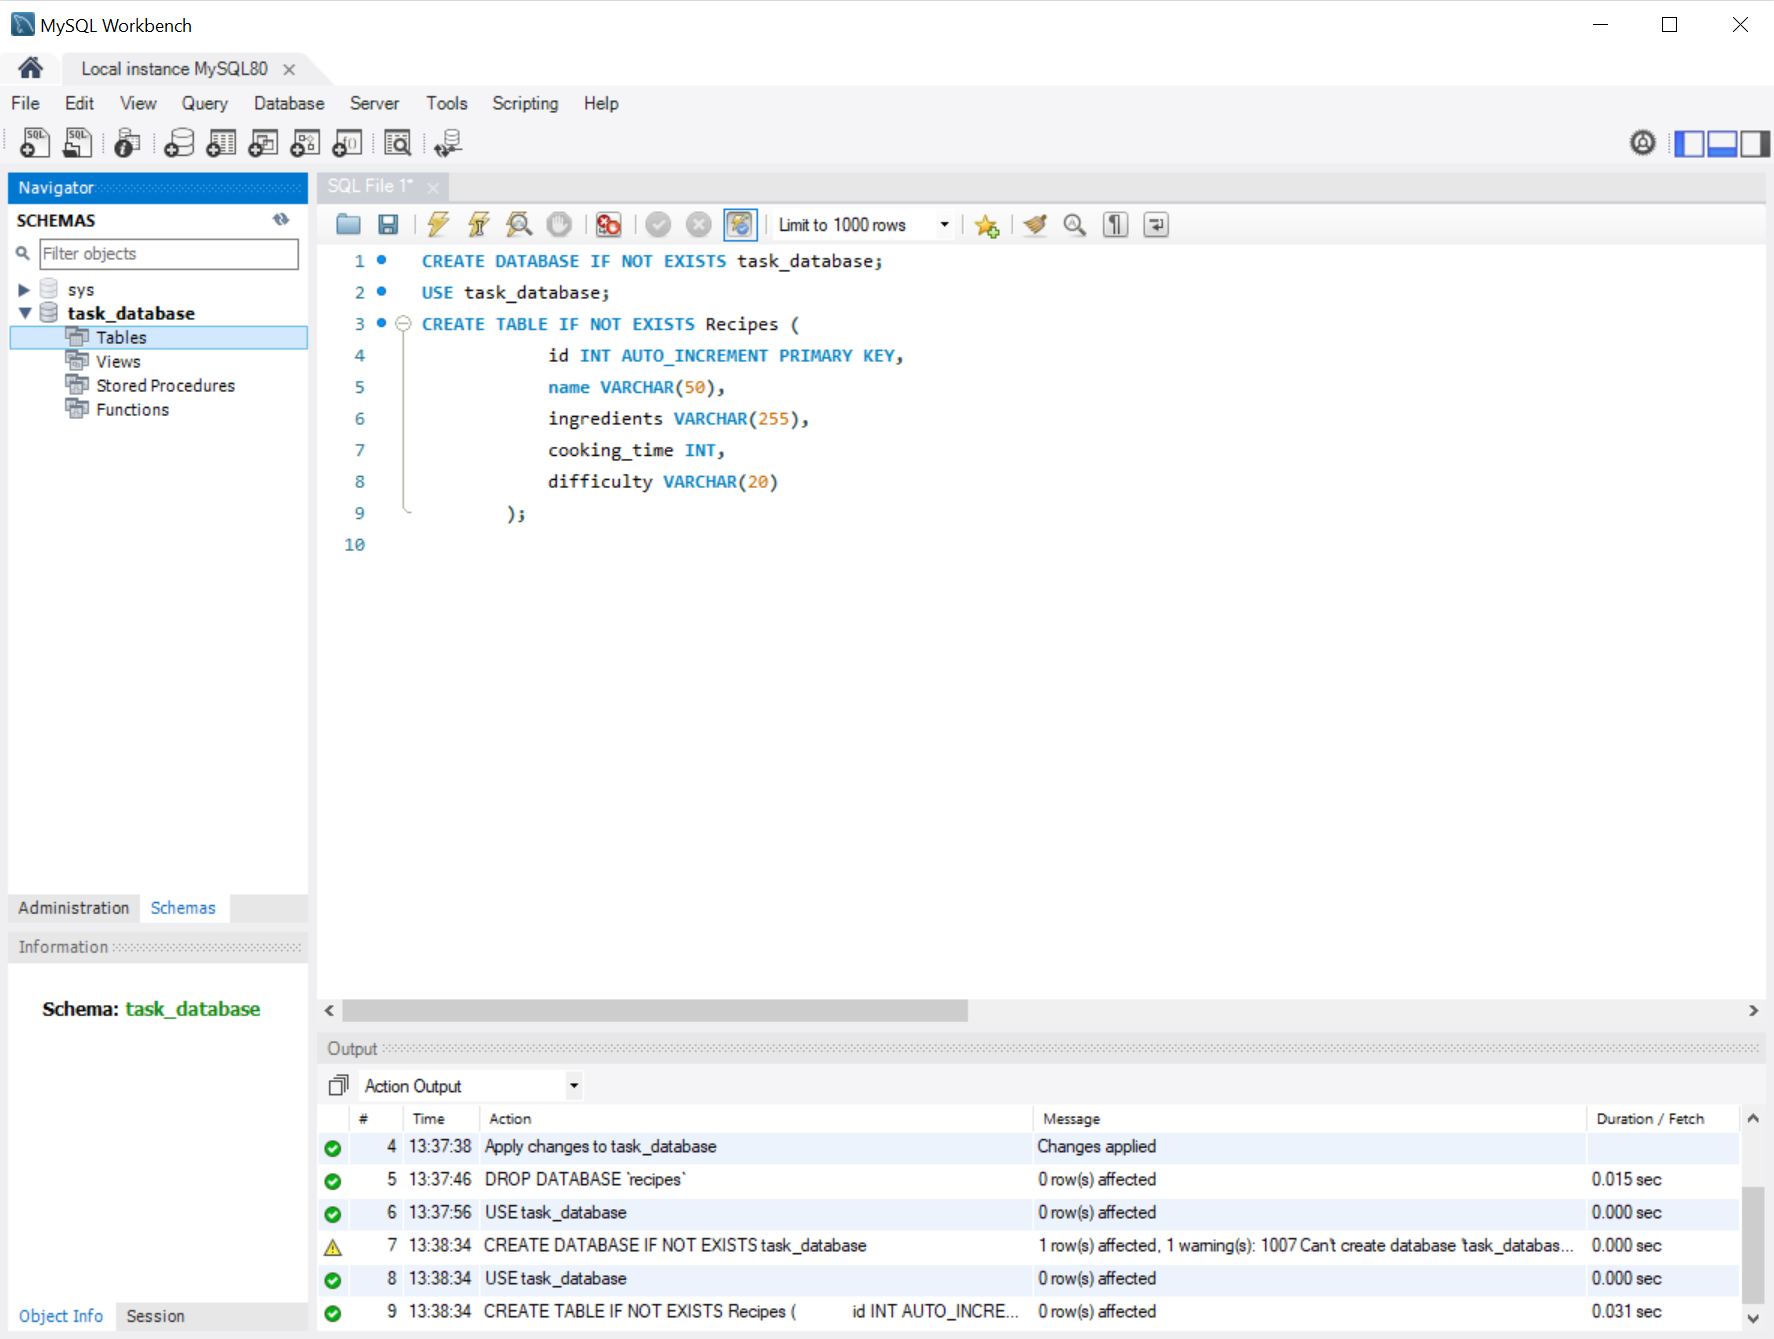 MySQL Workbench
Local instance MySQL80
File Edit View Query Database Server Tools Scripting Help
Navigator
SCHEMAS
Filter objects
sys
task_database
Tables
Views
Stored Procedures
Functions
Administration Schemas
Information
Schema: task_database
Object Info Session
SQL File 1*
Limit to 1000 rows
1 CREATE DATABASE IF NOT EXISTS task_database;
2 USE task_database;
3 CREATE TABLE IF NOT EXISTS Recipes (
4 id INT AUTO_INCREMENT PRIMARY KEY,
5 name VARCHAR(50),
6 ingredients VARCHAR(255),
7 cooking_time INT,
8 difficulty VARCHAR(20)
9 );
10
Output
Action Output
# Time Action Message Duration / Fetch
4 13:37:38 Apply changes to task_database Changes applied
5 13:37:46 DROP DATABASE `recipes` 0 row(s) affected 0.015 sec
6 13:37:56 USE task_database 0 row(s) affected 0.000 sec
7 13:38:34 CREATE DATABASE IF NOT EXISTS task_database 1 row(s) affected, 1 warning(s): 1007 Can't create database 'task_databas... 0.000 sec
8 13:38:34 USE task_database 0 row(s) affected 0.000 sec
9 13:38:34 CREATE TABLE IF NOT EXISTS Recipes ( id INT AUTO_INCRE... 0 row(s) affected 0.031 sec